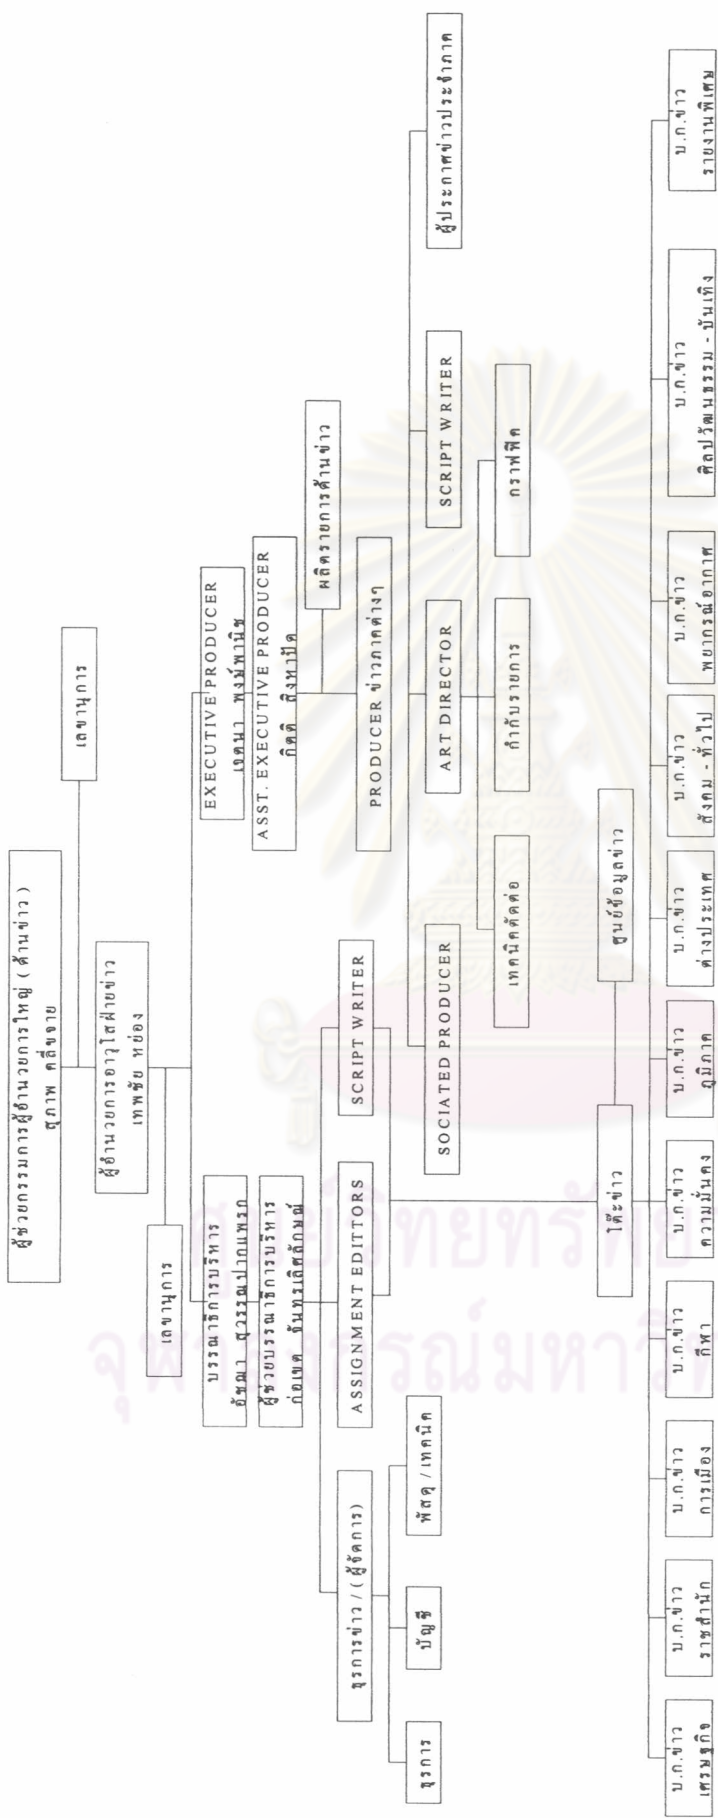 ผู้ช่วยกรรมการผู้อำนวยการใหญ่ (ด้านข่าว)
สุภาพ คลี่ขจาย
เลขานุการ
ผู้อำนวยการอาวุโสฝ่ายข่าว
เทพชัย หย่อง
เลขานุการ
บรรณาธิการบริหาร
อัชฌา สุวรรณปากแพรก
ผู้ช่วยบรรณาธิการบริหาร
ก่อเขต จันทเลิศลักษณ์
EXECUTIVE PRODUCER
เจตนา พงษ์พานิช
ASST. EXECUTIVE PRODUCER
กิตติ สิงหาปัด
ผลิตรายการด้านข่าว
ธุรการข่าว / (ผู้จัดการ)
ASSIGNMENT EDITTORS
SCRIPT WRITER
PRODUCER ข่าวภาคต่างๆ
ธุรการ
บัญชี
พัสดุ / เทคนิค
SOCIATED PRODUCER
ART DIRECTOR
SCRIPT WRITER
ผู้ประกาศข่าวประจำภาค
เทคนิคตัดต่อ
กำกับรายการ
กราฟฟิค
โต๊ะข่าว
ศูนย์ข้อมูลข่าว
บ.ก.ข่าว
เศรษฐกิจ
บ.ก.ข่าว
ราชสำนัก
บ.ก.ข่าว
การเมือง
บ.ก.ข่าว
กีฬา
บ.ก.ข่าว
ความมั่นคง
บ.ก.ข่าว
ภูมิภาค
บ.ก.ข่าว
ต่างประเทศ
บ.ก.ข่าว
สังคม - ทั่วไป
บ.ก.ข่าว
พยากรณ์อากาศ
บ.ก.ข่าว
ศิลปวัฒนธรรม - บันเทิง
บ.ก.ข่าว
รายงานพิเศษ
ศูนย์วิทยทรัพย
จุฬาลงกรณ์มหาวิท